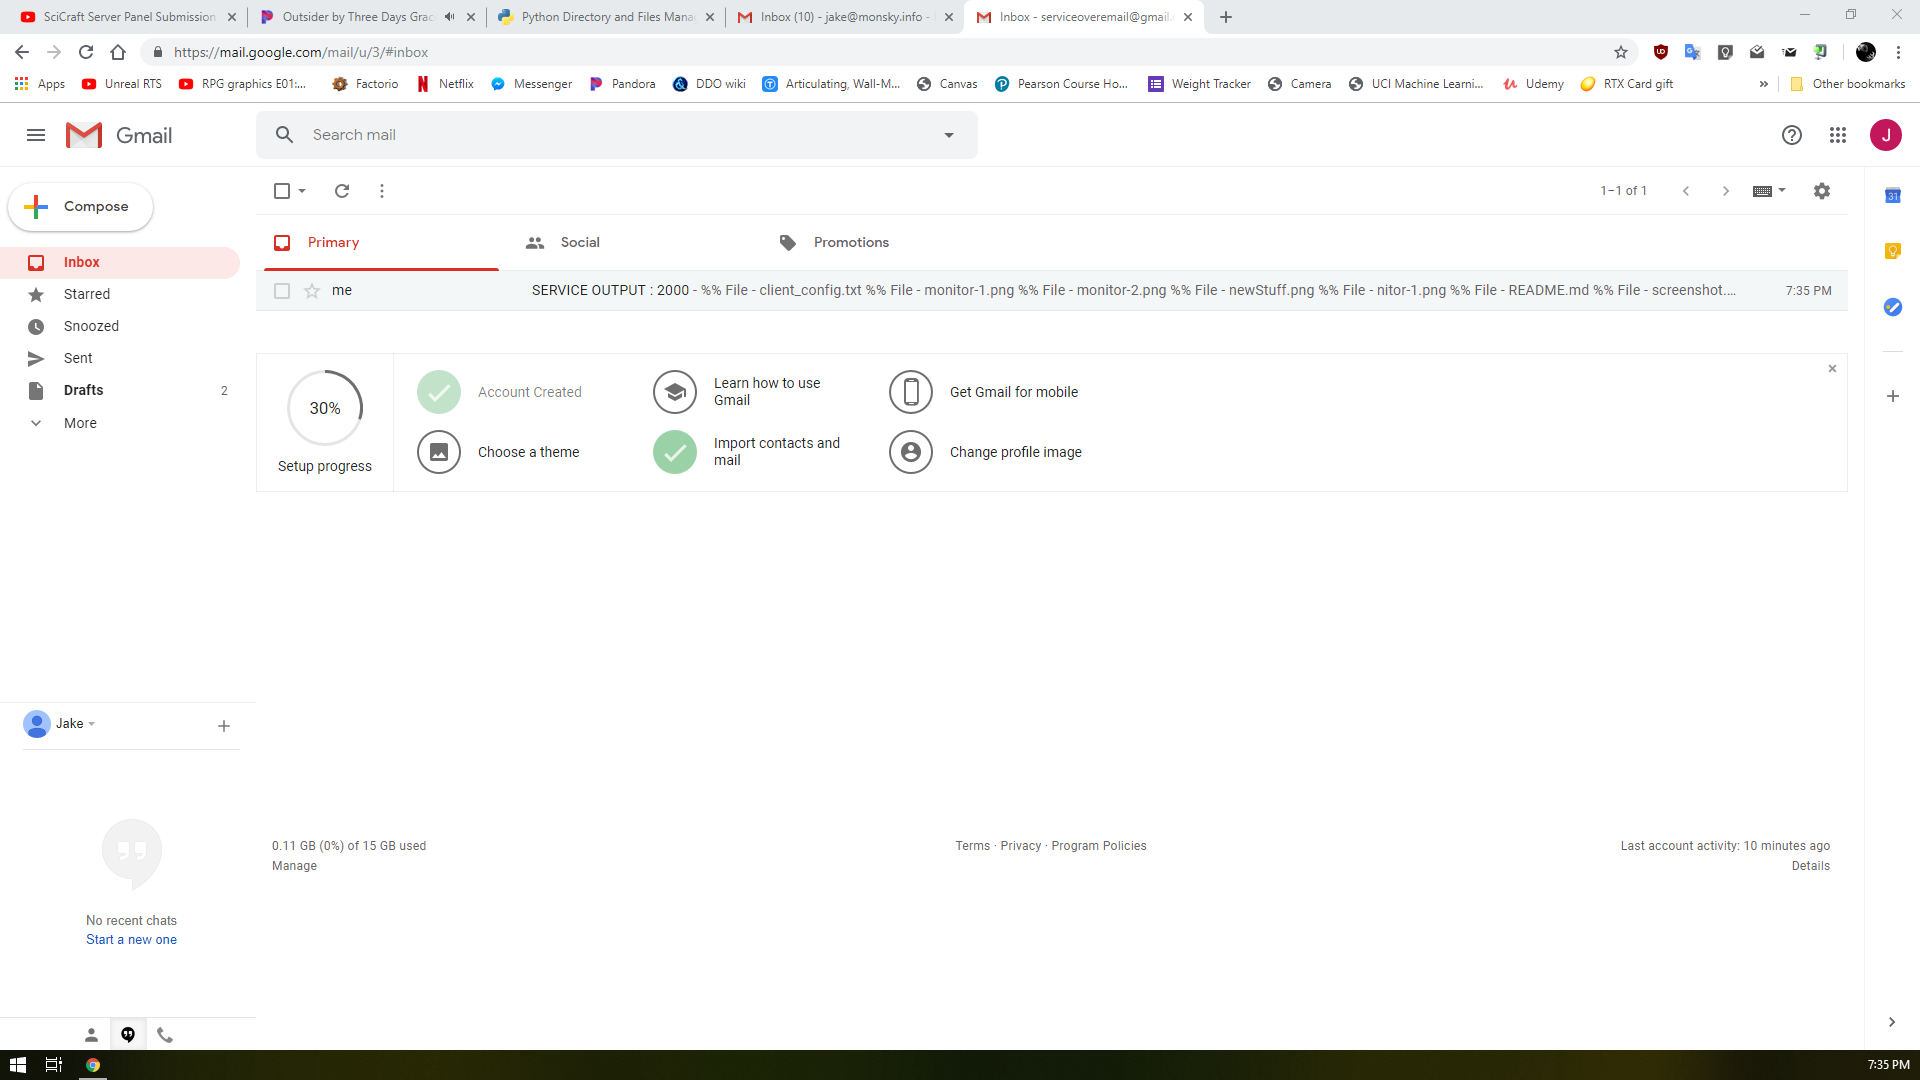 SciCraft Server Panel Submission
Outsider by Three Days Grac
Python Directory and Files Mana
Inbox (10) - jake@monsky.info -
Inbox - serviceoveremail@gmail.
https://mail.google.com/mail/u/3/#inbox
Apps
Unreal RTS
RPG graphics E01:...
Factorio
Netflix
Messenger
Pandora
DDO wiki
Articulating, Wall-M...
Canvas
Pearson Course Ho...
Weight Tracker
Camera
UCI Machine Learni...
Udemy
RTX Card gift
»
Other bookmarks
Gmail
Search mail
J
Compose
1–1 of 1
31
Primary
Social
Promotions
Inbox
Starred
Snoozed
Sent
Drafts 2
More
me
SERVICE OUTPUT : 2000 - %% File - client_config.txt %% File - monitor-1.png %% File - monitor-2.png %% File - newStuff.png %% File - nitor-1.png %% File - README.md %% File - screenshot....
7:35 PM
30%
Setup progress
Account Created
Learn how to use
Gmail
Get Gmail for mobile
Choose a theme
Import contacts and
mail
Change profile image
Jake
0.11 GB (0%) of 15 GB used
Manage
Terms · Privacy · Program Policies
Last account activity: 10 minutes ago
Details
No recent chats
Start a new one
7:35 PM